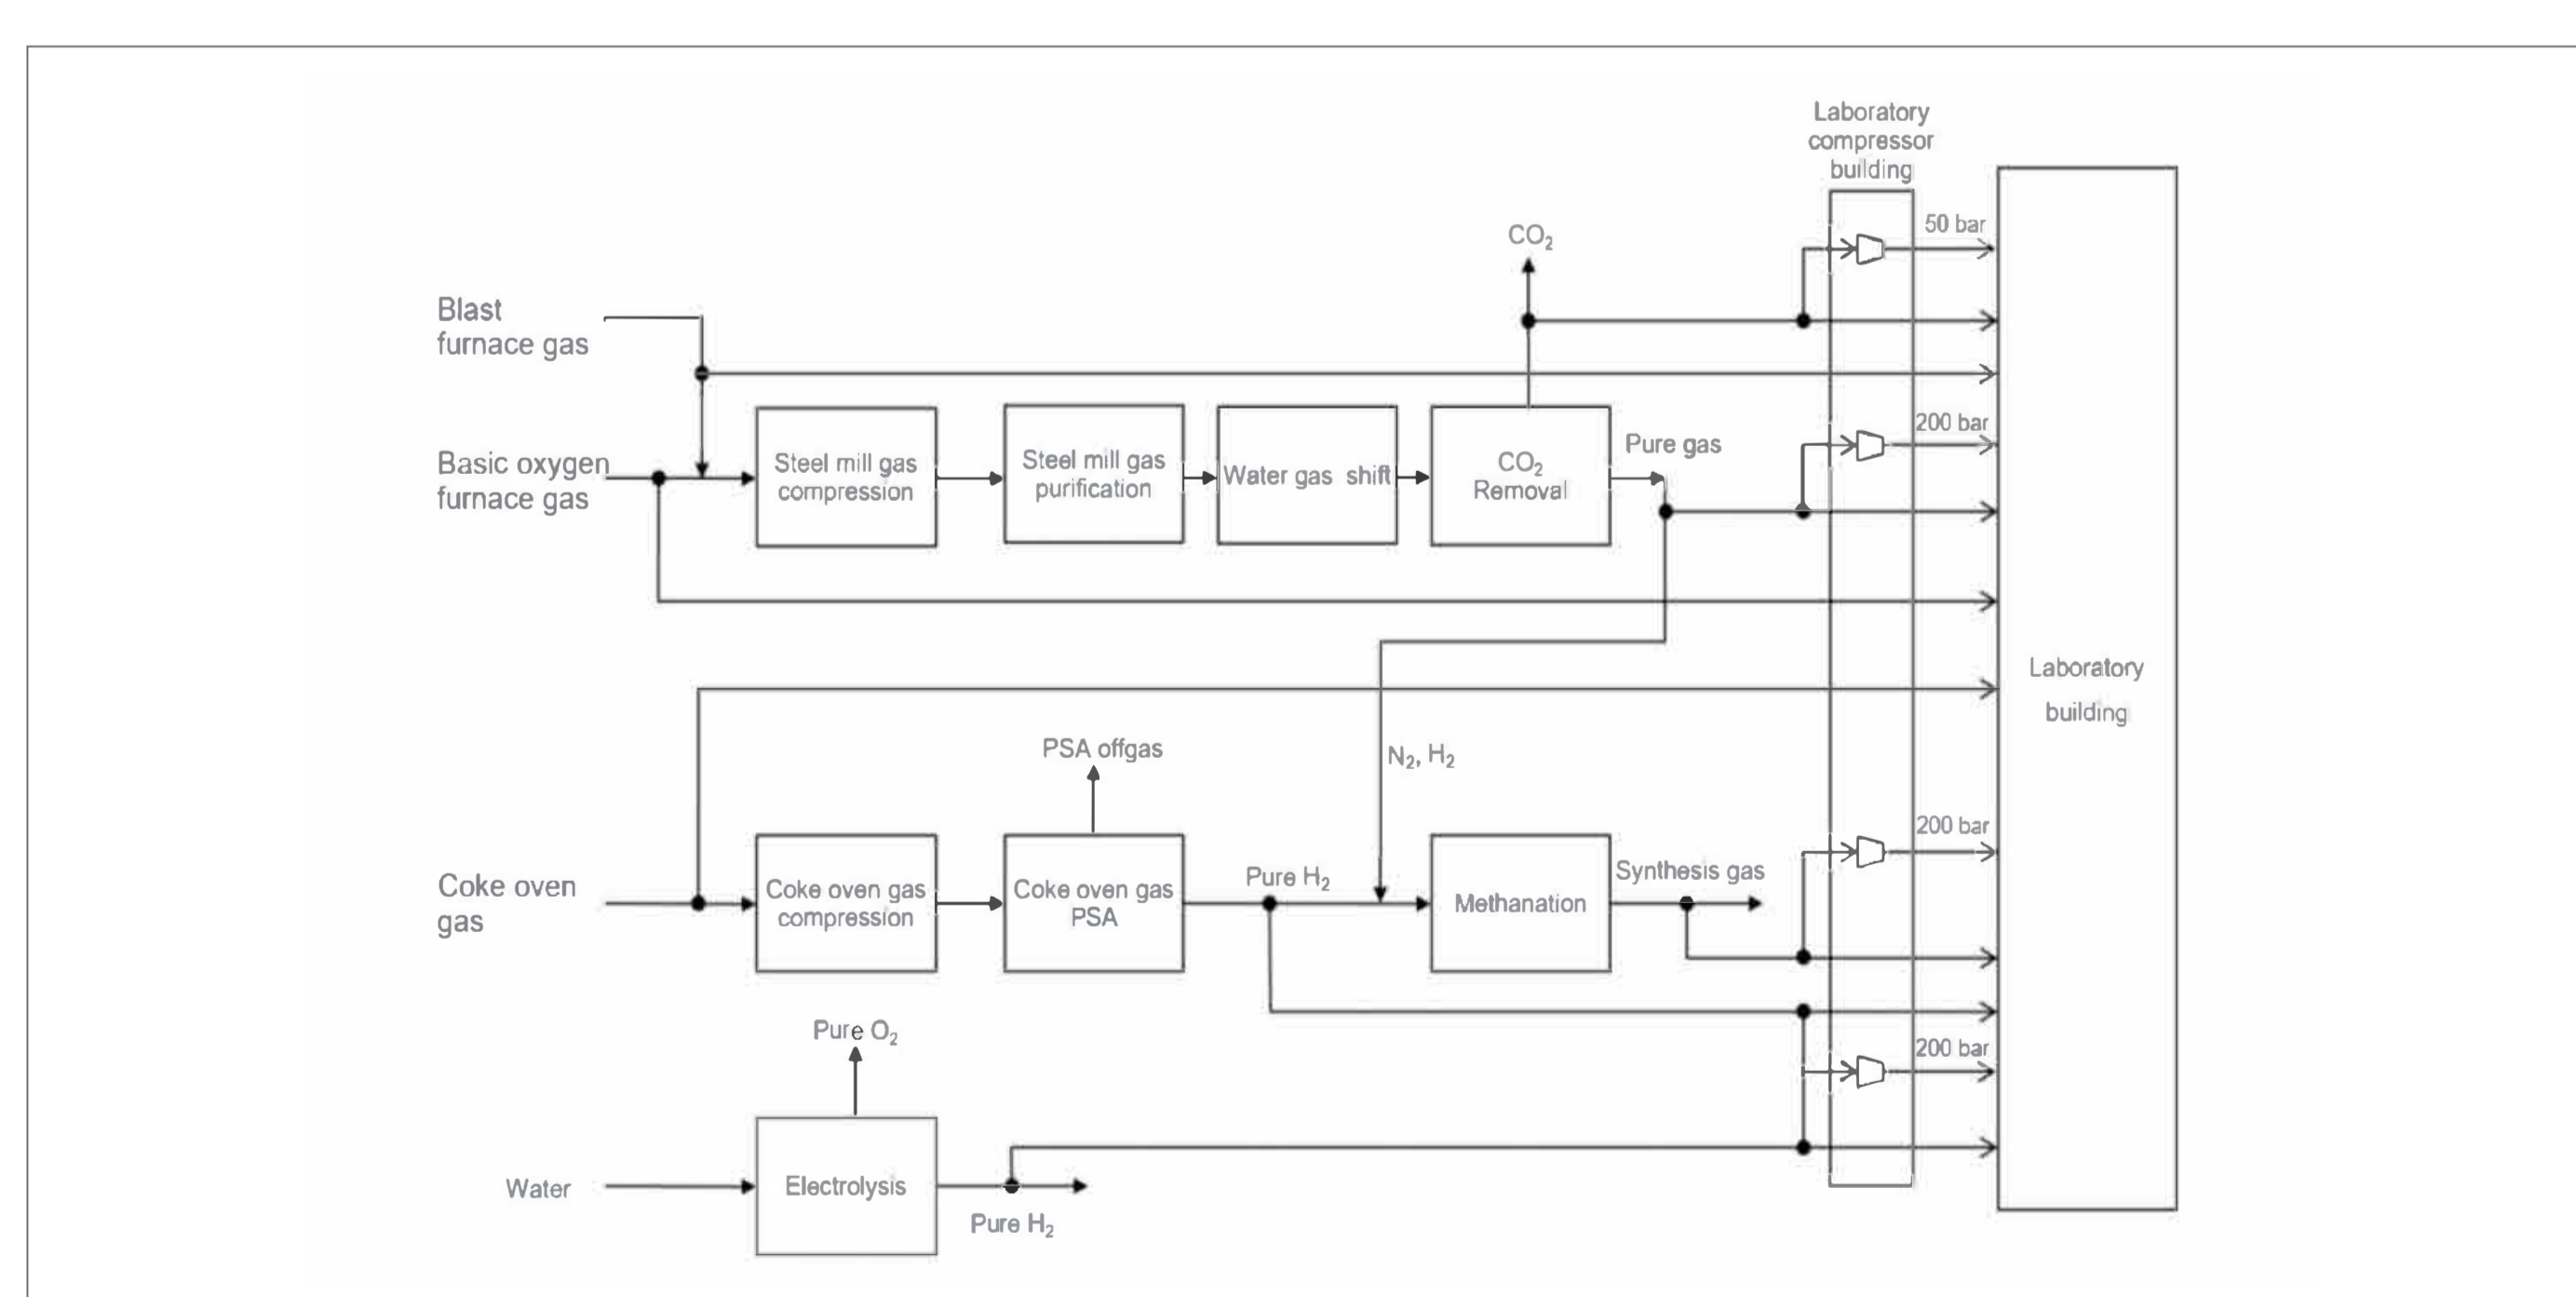 Laboratory
compressor
building
50 bar
CO₂
Blast
furnace gas
200 bar
Basic oxygen
furnace gas
Steel mill gas
compression
Steel mill gas
purification
Water gas shift
CO₂
Removal
Pure gas
Laboratory
building
PSA offgas
N₂, H₂
200 bar
Coke oven
gas
Coke oven gas
compression
Coke oven gas
PSA
Pure H₂
Methanation
Synthesis gas
Pure O₂
200 bar
Water
Electrolysis
Pure H₂